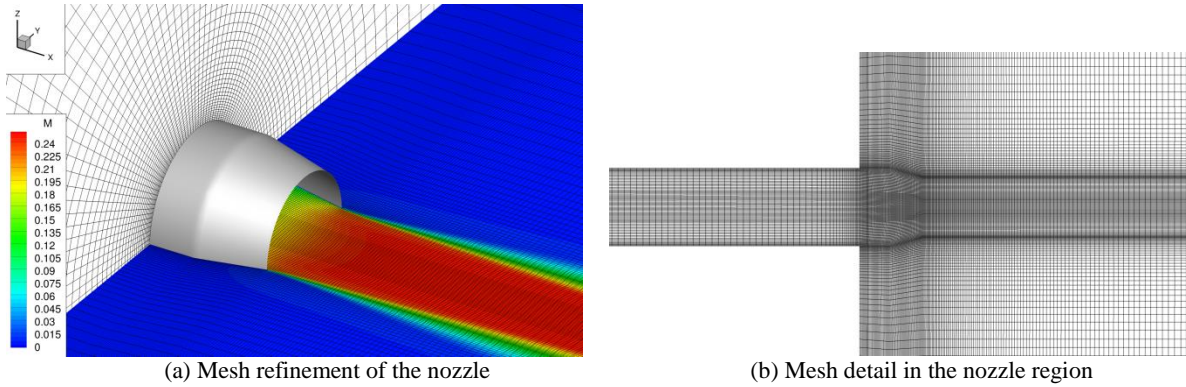 Z
Y
X
M
0.24
0.225
0.21
0.195
0.18
0.165
0.15
0.135
0.12
0.105
0.09
0.075
0.06
0.045
0.03
0.015
0
(a) Mesh refinement of the nozzle
(b) Mesh detail in the nozzle region